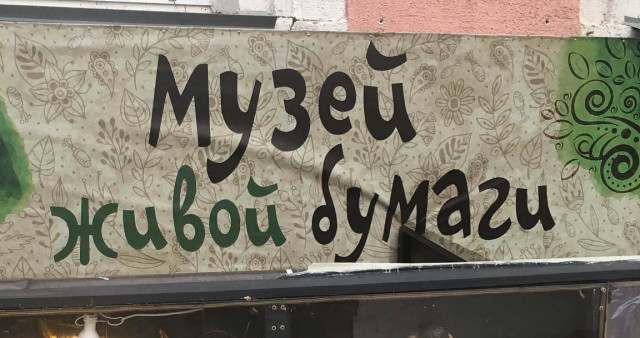 Музей
живой бумаги